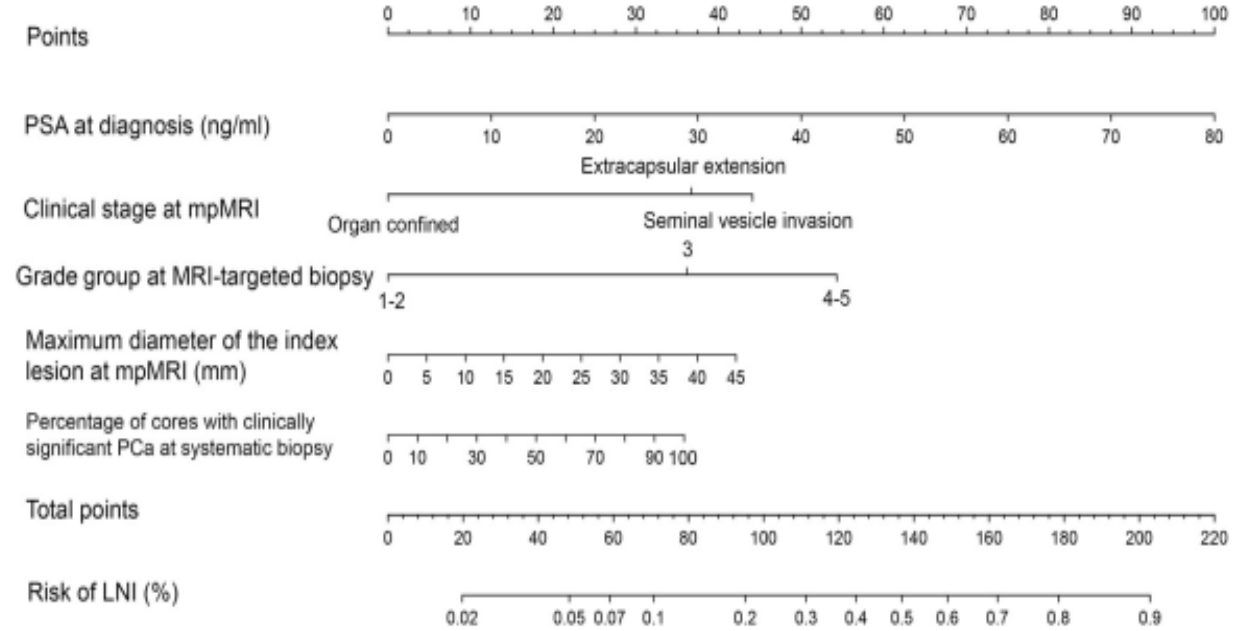 0 10 20 30 40 50 60 70 80 90 100
Points
PSA at diagnosis (ng/ml)
0 10 20 30 40 50 60 70 80
Extracapsular extension
Clinical stage at mpMRI
Organ confined
Seminal vesicle invasion
3
Grade group at MRI-targeted biopsy
1-2
4-5
Maximum diameter of the index
lesion at mpMRI (mm)
0 5 10 15 20 25 30 35 40 45
Percentage of cores with clinically
significant PCa at systematic biopsy
0 10 30 50 70 90 100
Total points
0 20 40 60 80 100 120 140 160 180 200 220
Risk of LNI (%)
0.02 0.05 0.07 0.1 0.2 0.3 0.4 0.5 0.6 0.7 0.8 0.9